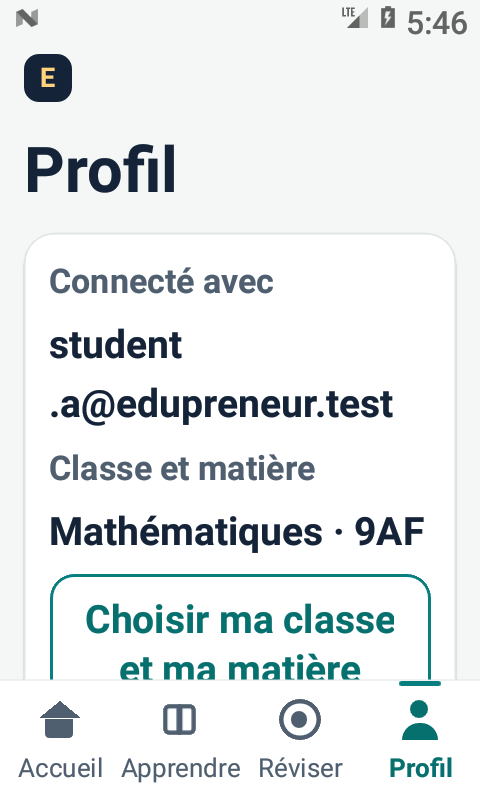 LTE 5:46
E
Profil
Connecté avec
student
.a@edupreneur.test
Classe et matière
Mathématiques · 9AF
Choisir ma classe
et ma matière
Accueil Apprendre Réviser Profil